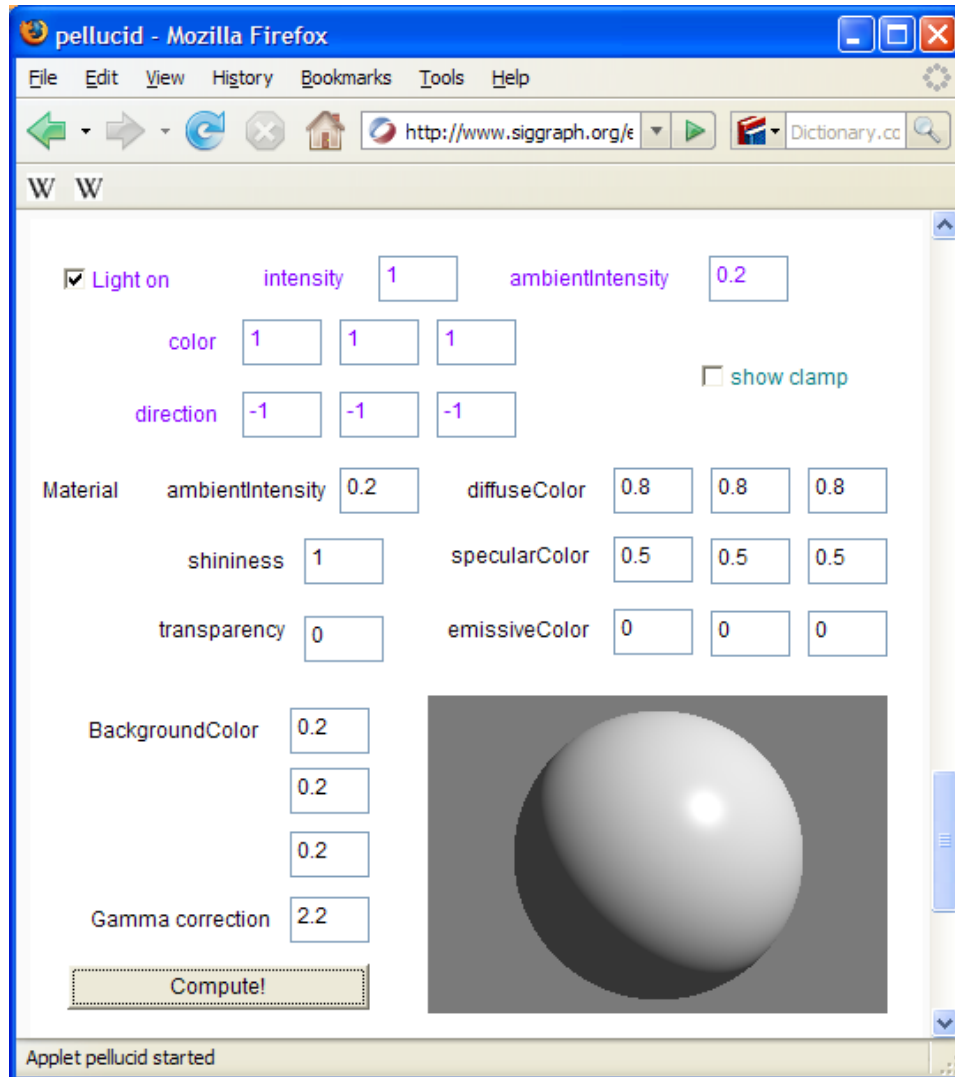 pellucid - Mozilla Firefox
File Edit View History Bookmarks Tools Help
http://www.siggraph.org/e Dictionary.cc
W W
Light on intensity 1 ambientIntensity 0.2
color 1 1 1
show clamp
direction -1 -1 -1
Material ambientIntensity 0.2 diffuseColor 0.8 0.8 0.8
shininess 1 specularColor 0.5 0.5 0.5
transparency 0 emissiveColor 0 0 0
BackgroundColor 0.2
0.2
0.2
Gamma correction 2.2
Compute!
Applet pellucid started